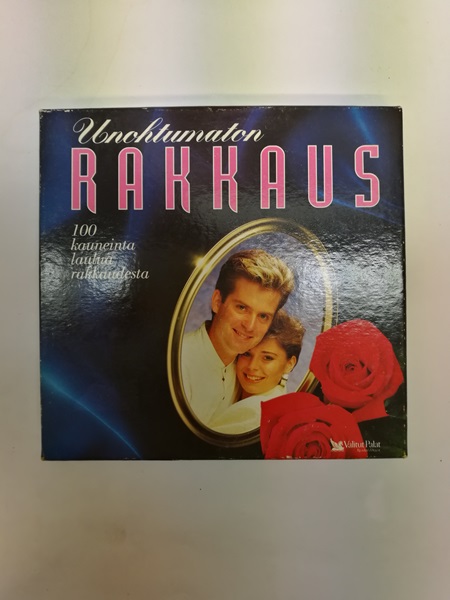 Unohtumaton
RAKKAUS
100
kauneinta
laulua
rakkaudesta
Valitut Palat